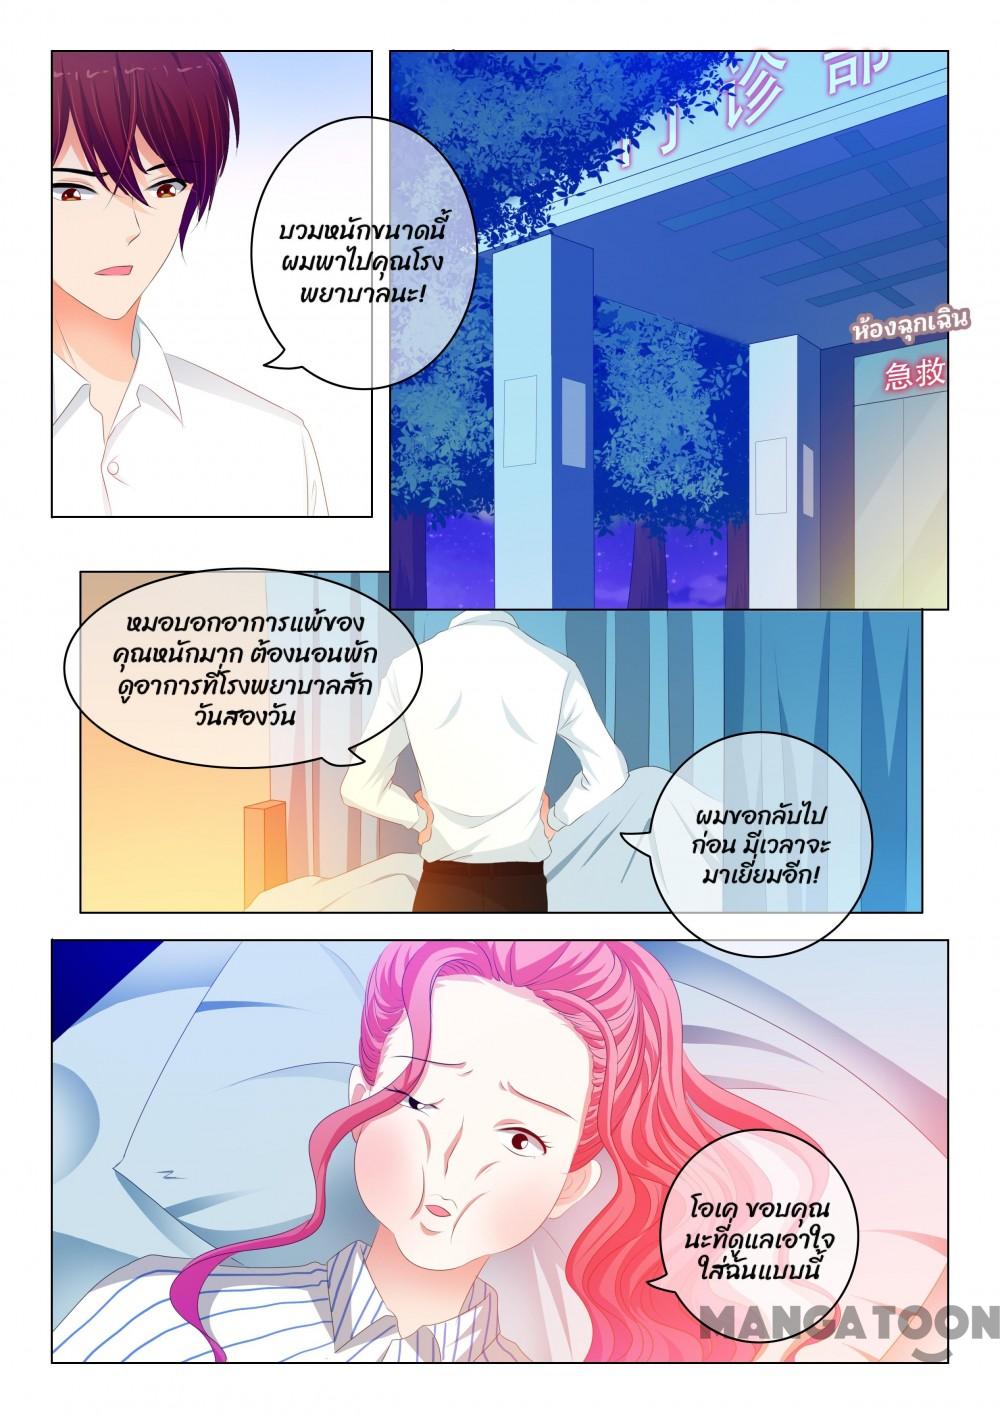 บวมหนักขนาดนี้
ผมพาไปคุณโรง
พยาบาลนะ!
门诊部
ห้องฉุกเฉิน
急救
หมอบอกอาการแพ้ของ
คุณหนักมาก ต้องนอนพัก
ดูอาการที่โรงพยาบาลสัก
วันสองวัน
ผมขอกลับไป
ก่อน มีเวลาจะ
มาเยี่ยมอีก!
โอเค ขอบคุณ
นะที่ดูแลเอาใจ
ใส่ฉันแบบนี้
MANGATOON